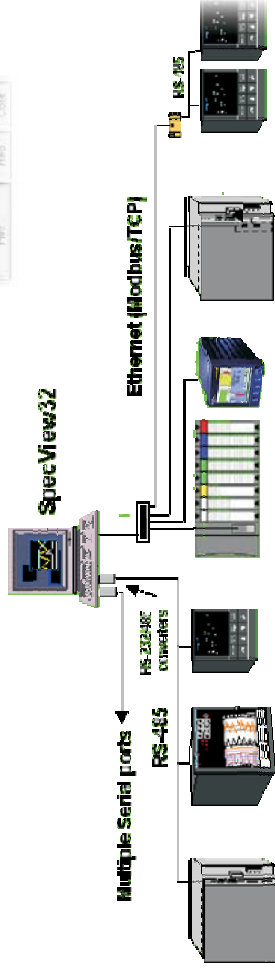 SpecView32
Ethernet (Modbus/TCP)
RS-485
RS-232/485
converters
Multiple Serial ports
RS-485